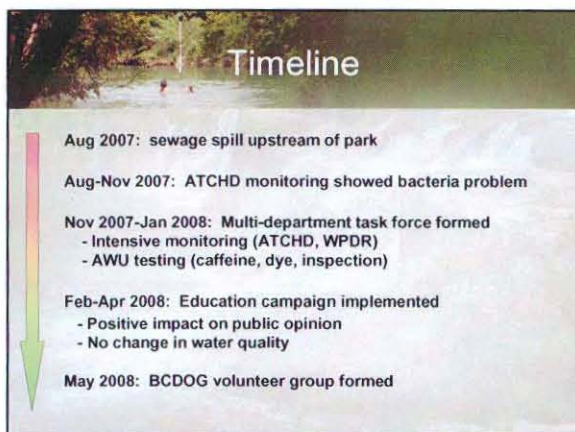 Timeline
Aug 2007: sewage spill upstream of park
Aug-Nov 2007: ATCHD monitoring showed bacteria problem
Nov 2007-Jan 2008: Multi-department task force formed
- Intensive monitoring (ATCHD, WPDR)
- AWU testing (caffeine, dye, inspection)
Feb-Apr 2008: Education campaign implemented
- Positive impact on public opinion
- No change in water quality
May 2008: BCDOG volunteer group formed